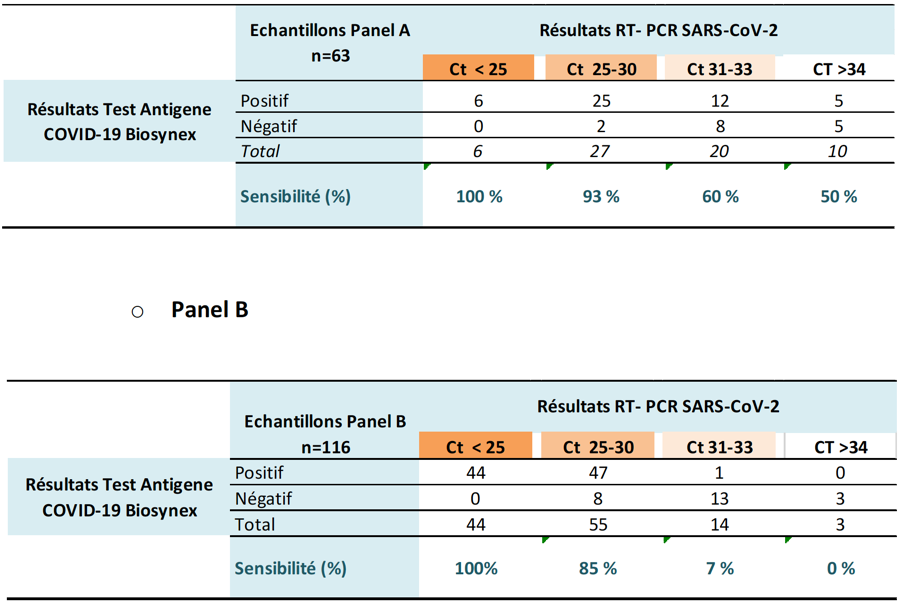 Echantillons Panel A
n=63
Résultats RT- PCR SARS-CoV-2
Ct < 25 Ct 25-30 Ct 31-33 CT >34
Résultats Test Antigene
COVID-19 Biosynex
Positif 6 25 12 5
Négatif 0 2 8 5
Total 6 27 20 10
Sensibilité (%) 100 % 93 % 60 % 50 %
○ Panel B
Echantillons Panel B
n=116
Résultats RT- PCR SARS-CoV-2
Ct < 25 Ct 25-30 Ct 31-33 CT >34
Résultats Test Antigene
COVID-19 Biosynex
Positif 44 47 1 0
Négatif 0 8 13 3
Total 44 55 14 3
Sensibilité (%) 100% 85 % 7 % 0 %